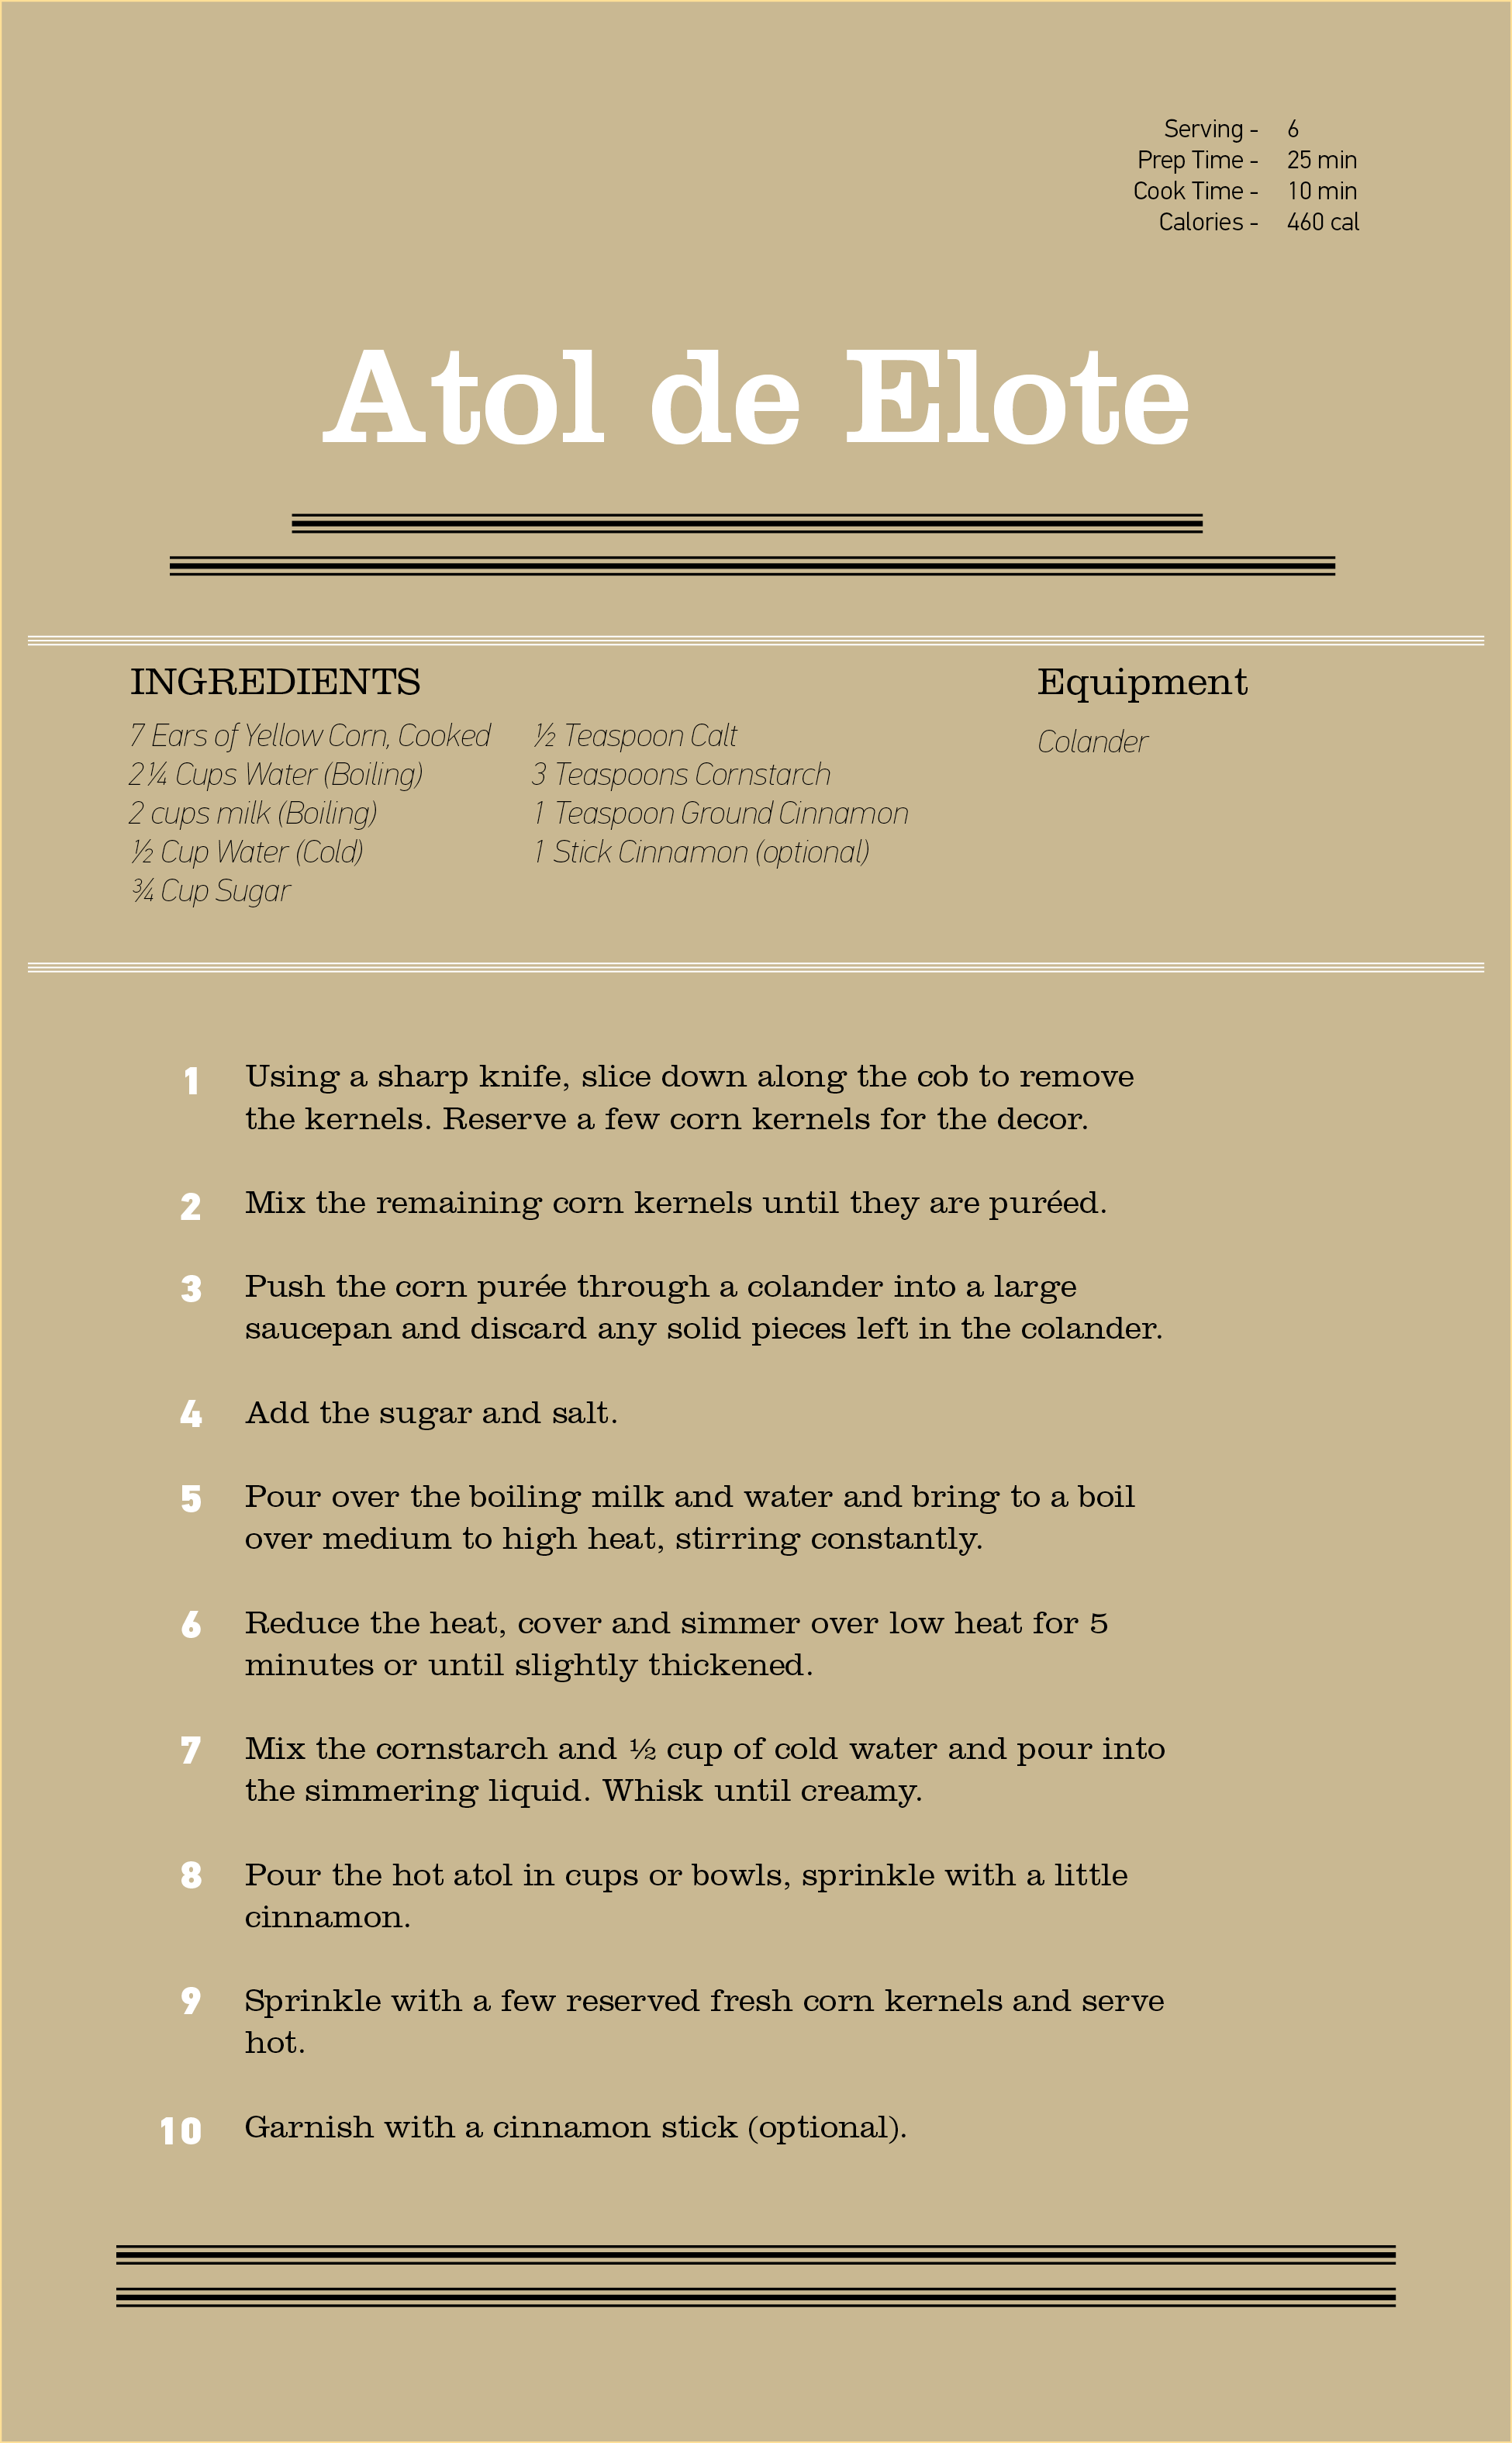 Serving - 6
Prep Time - 25 min
Cook Time - 10 min
Calories - 460 cal
Atol de Elote
INGREDIENTS
7 Ears of Yellow Corn, Cooked
2¼ Cups Water (Boiling)
2 cups milk (Boiling)
½ Cup Water (Cold)
¾ Cup Sugar
½ Teaspoon Calt
3 Teaspoons Cornstarch
1 Teaspoon Ground Cinnamon
1 Stick Cinnamon (optional)
Equipment
Colander
1 Using a sharp knife, slice down along the cob to remove
the kernels. Reserve a few corn kernels for the decor.
2 Mix the remaining corn kernels until they are puréed.
3 Push the corn purée through a colander into a large
saucepan and discard any solid pieces left in the colander.
4 Add the sugar and salt.
5 Pour over the boiling milk and water and bring to a boil
over medium to high heat, stirring constantly.
6 Reduce the heat, cover and simmer over low heat for 5
minutes or until slightly thickened.
7 Mix the cornstarch and ½ cup of cold water and pour into
the simmering liquid. Whisk until creamy.
8 Pour the hot atol in cups or bowls, sprinkle with a little
cinnamon.
9 Sprinkle with a few reserved fresh corn kernels and serve
hot.
10 Garnish with a cinnamon stick (optional).